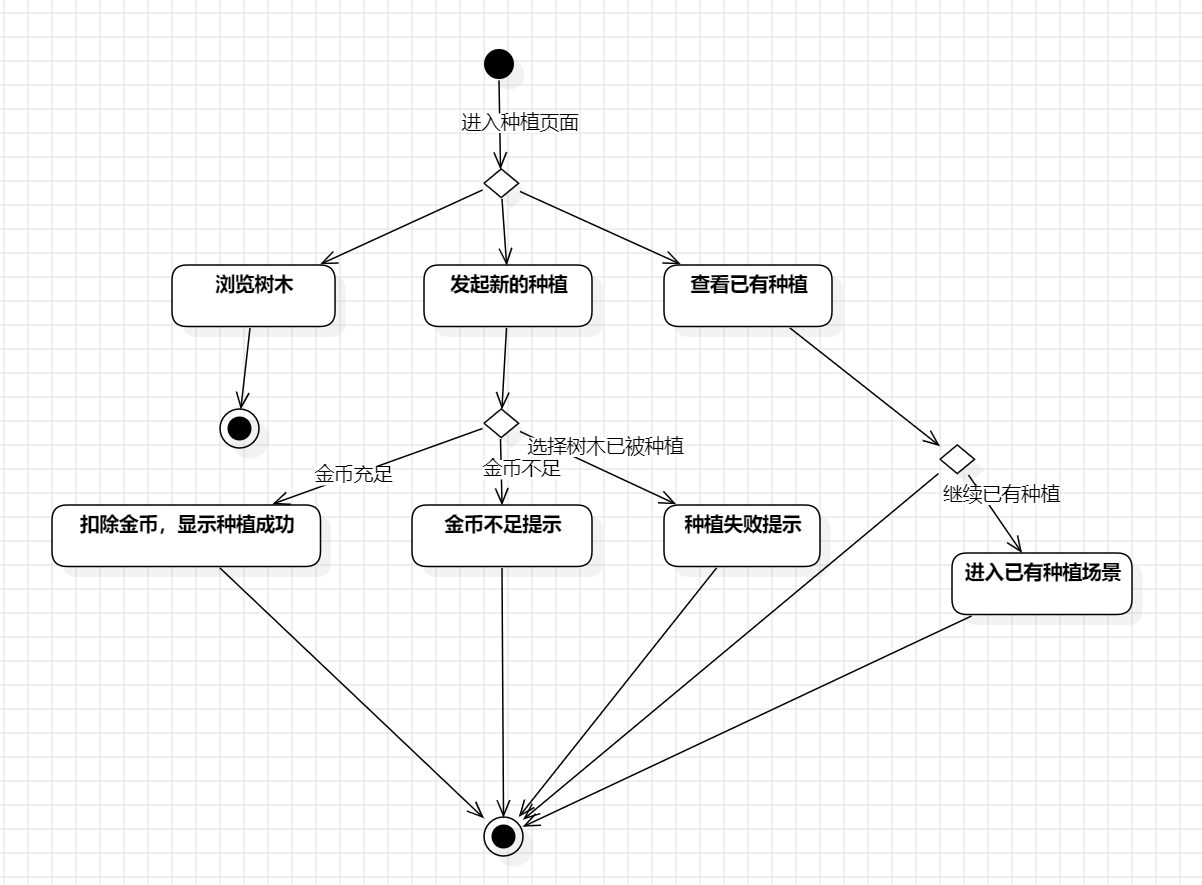 进入种植页面
浏览树木
发起新的种植
查看已有种植
选择树木已被种植
金币充足
金币不足
继续已有种植
扣除金币，显示种植成功
金币不足提示
种植失败提示
进入已有种植场景